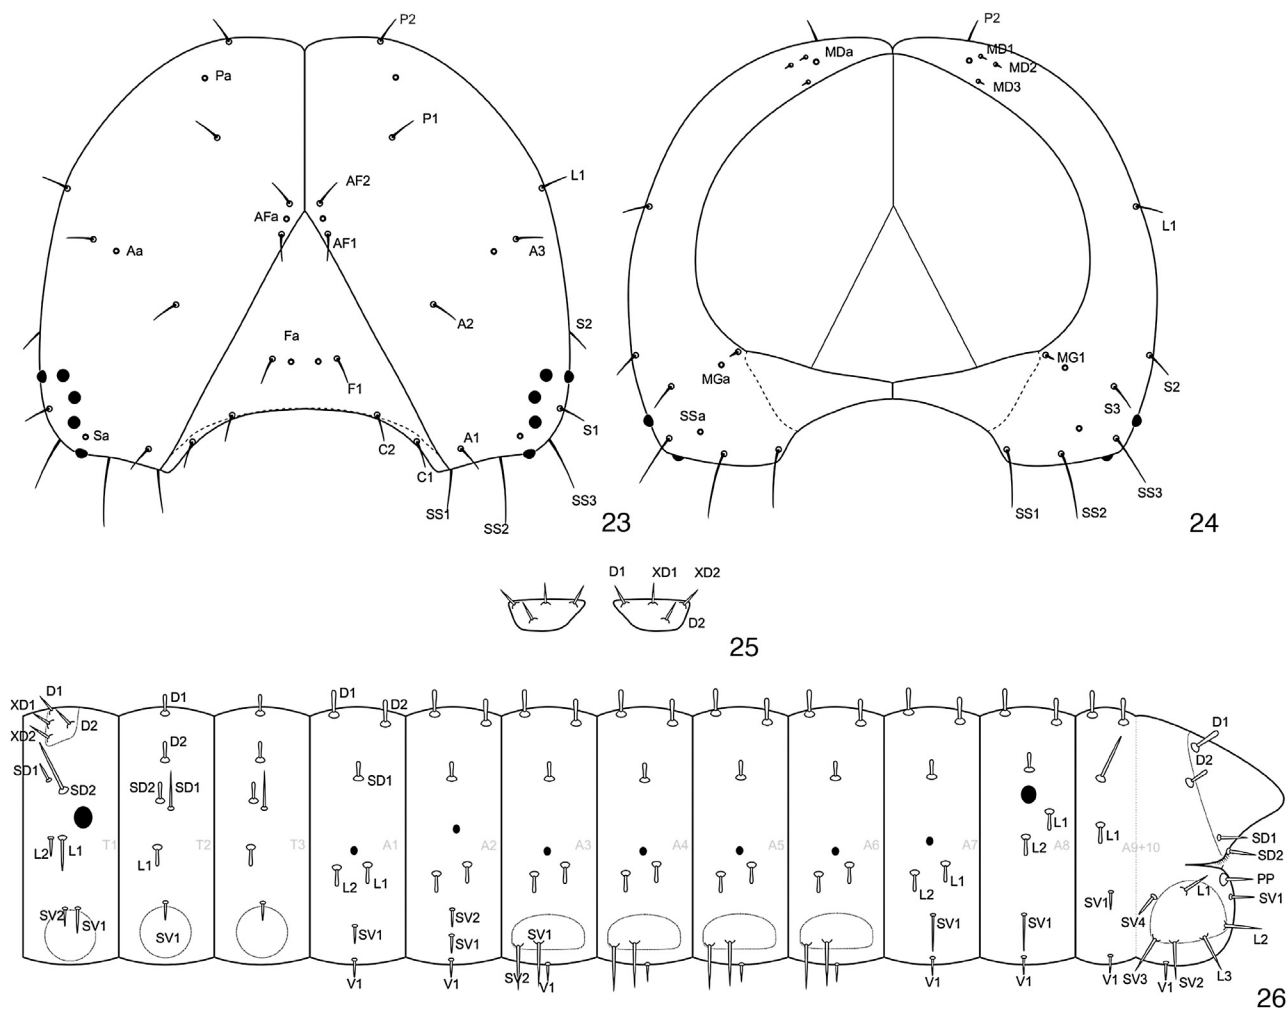 P2
Pa
P1
AF2
L1
AFa
AF1
Aa
A3
A2
S2
Fa
F1
Sa
S1
C2
A1
C1
SS1
SS2
SS3
23
P2
MDa
MD1
MD2
MD3
L1
MG1
MGa
S2
S3
SSa
SS3
SS1
SS2
24
D1 XD1 XD2
D2
25
D1
XD1
D2
XD2
SD1
SD2
L2 L1
T1
SV2
SV1
D1
D2
SD2 SD1
L1
T2
SV1
T3
D1
D2
SD1
A1
L2
L1
SV1
V1
A2
SV2
SV1
V1
A3
SV1
SV2
V1
A4
A5
A6
A7
L2
L1
SV1
V1
L1
L2
A8
SV1
V1
L1
A9+10
SV1
V1
D1
D2
SD1
SD2
PP
L1
SV1
SV4
L2
SV3
V1
SV2
L3
26